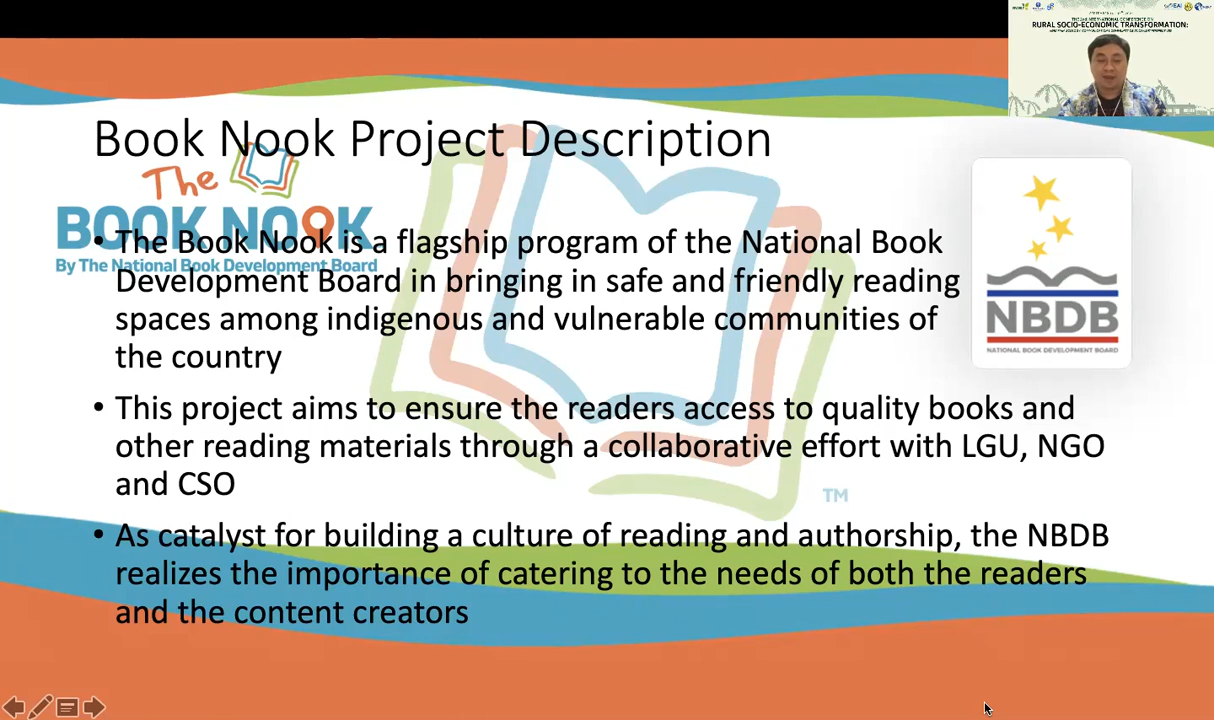 RURAL SOCIO-ECONOMIC TRANSFORMATION:
Book Nook Project Description
The
BOOK NOOK
By The National Book Development Board
• The Book Nook is a flagship program of the National Book
Development Board in bringing in safe and friendly reading
spaces among indigenous and vulnerable communities of
the country
NBDB
NATIONAL BOOK DEVELOPMENT BOARD
• This project aims to ensure the readers access to quality books and
other reading materials through a collaborative effort with LGU, NGO
and CSO
TM
• As catalyst for building a culture of reading and authorship, the NBDB
realizes the importance of catering to the needs of both the readers
and the content creators